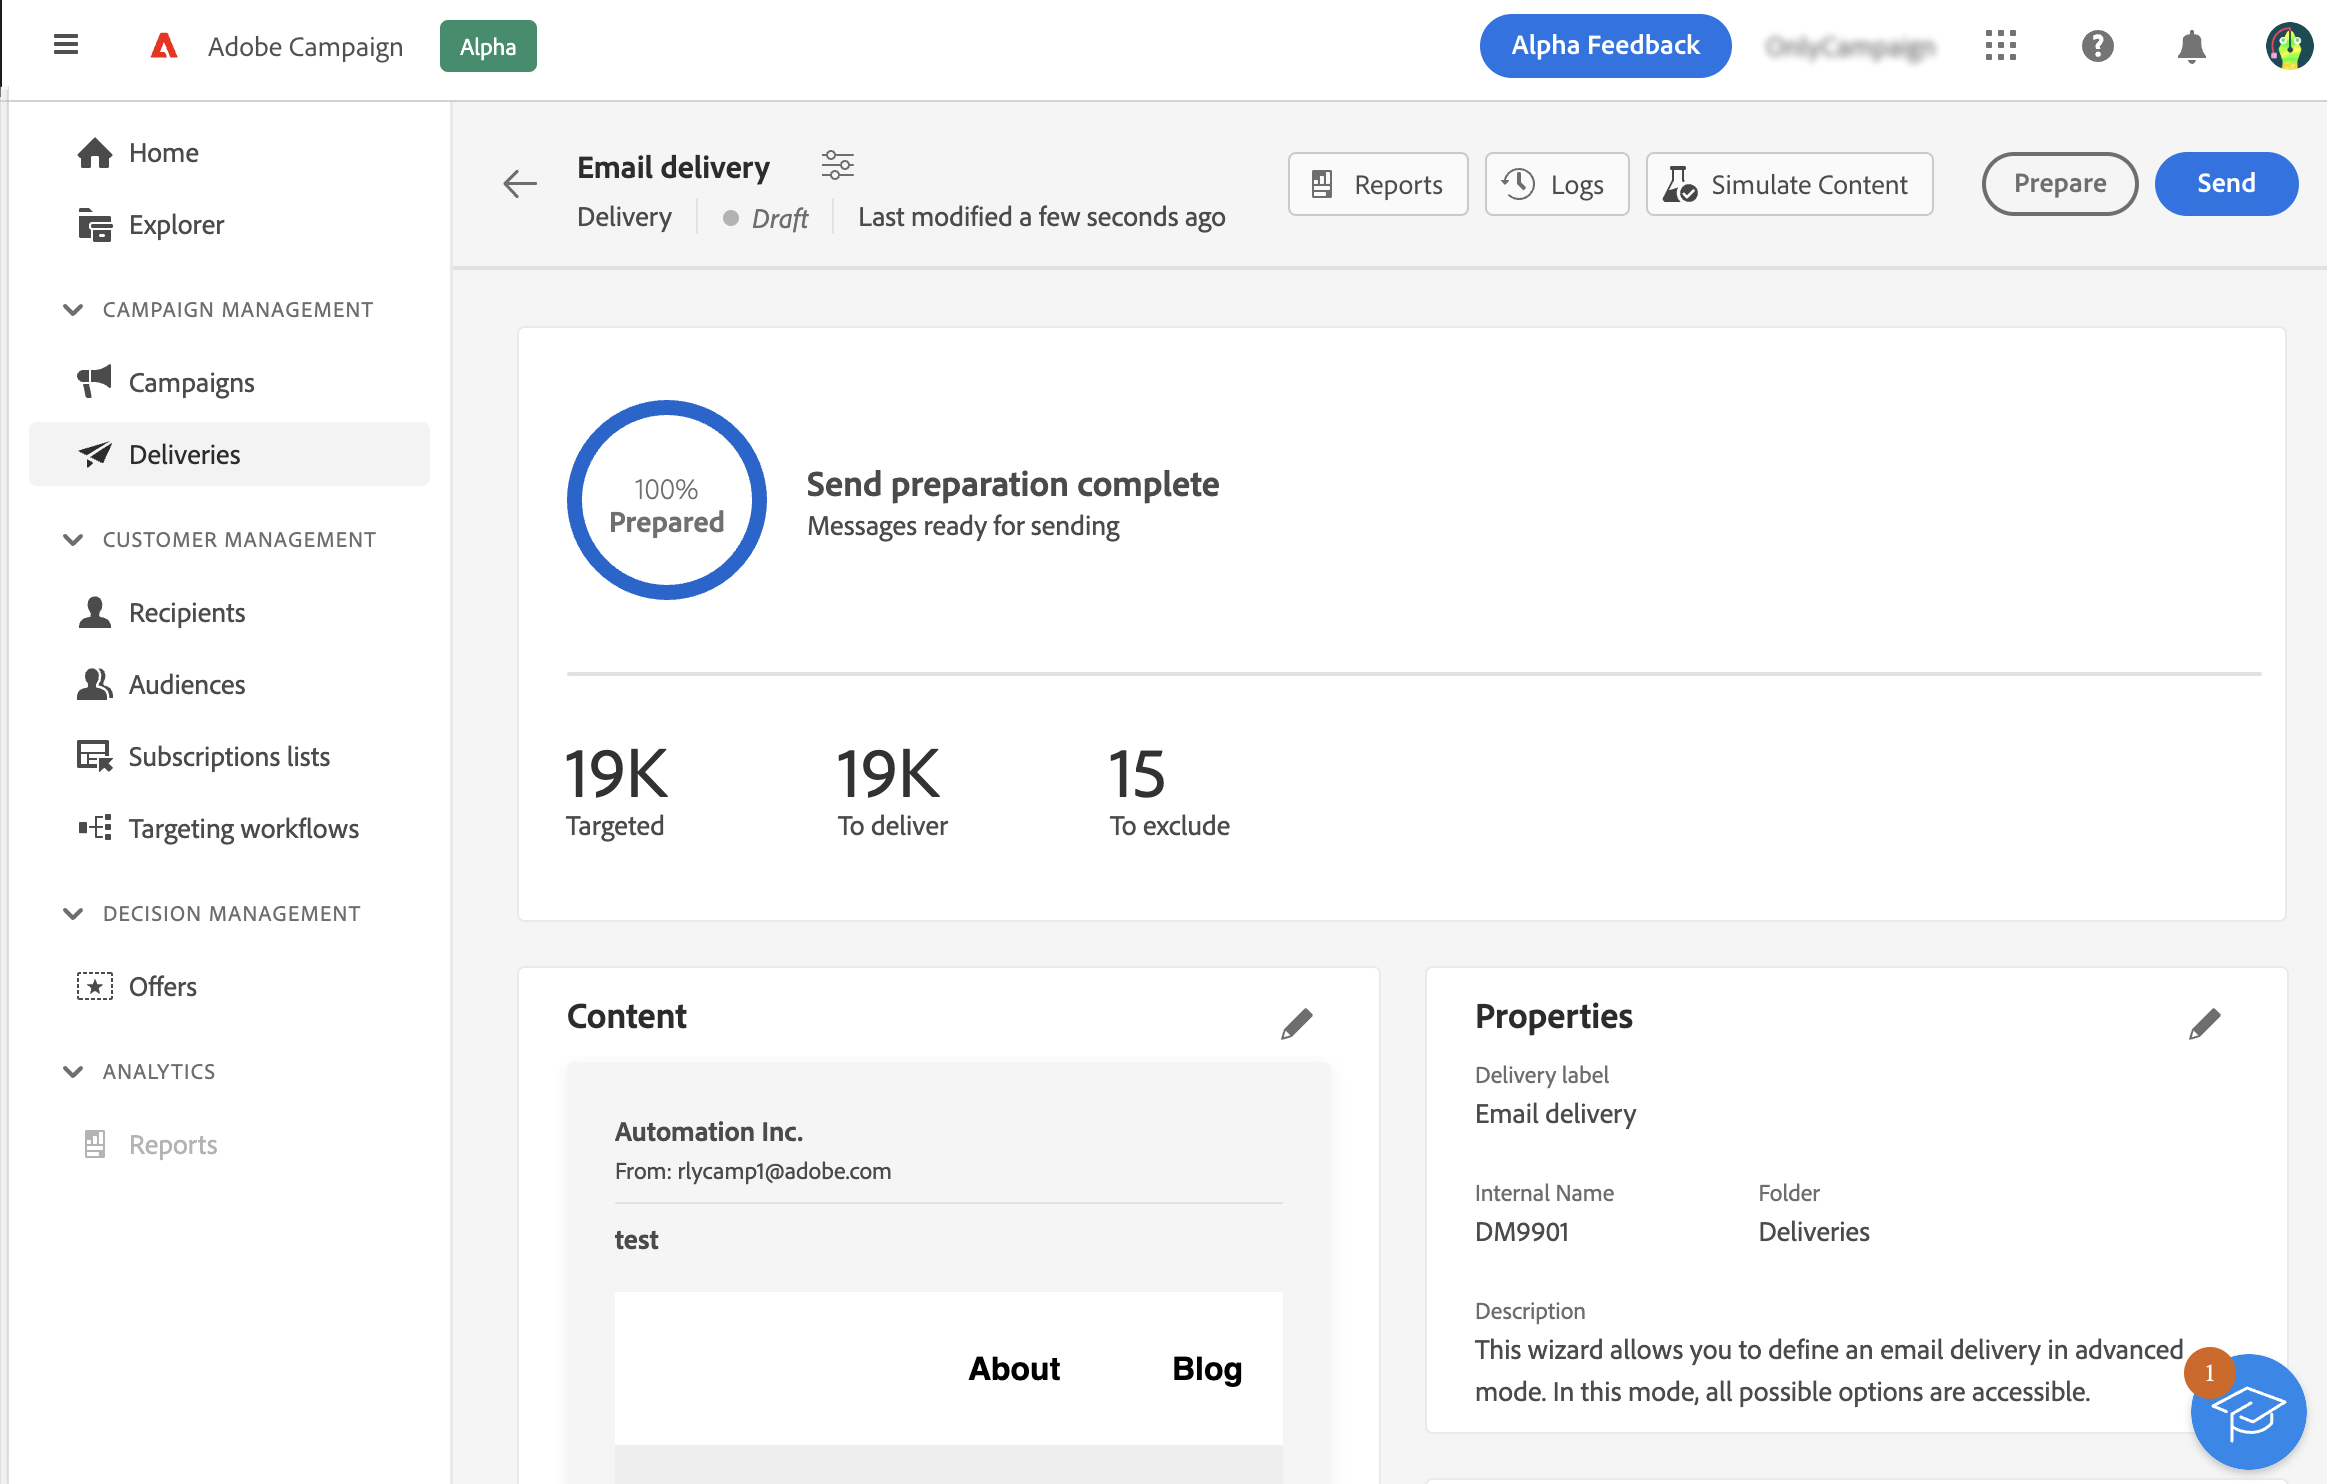 Adobe Campaign
Alpha
Alpha Feedback
Home
Explorer
CAMPAIGN MANAGEMENT
Campaigns
Deliveries
CUSTOMER MANAGEMENT
Recipients
Audiences
Subscriptions lists
Targeting workflows
DECISION MANAGEMENT
Offers
ANALYTICS
Reports
Email delivery
Delivery
Draft
Last modified a few seconds ago
Reports
Logs
Simulate Content
Prepare
Send
100%
Prepared
Send preparation complete
Messages ready for sending
19K
Targeted
19K
To deliver
15
To exclude
Content
Automation Inc.
From: rlycamp1@adobe.com
test
About
Blog
Properties
Delivery label
Email delivery
Internal Name
DM9901
Folder
Deliveries
Description
This wizard allows you to define an email delivery in advanced
mode. In this mode, all possible options are accessible.
1